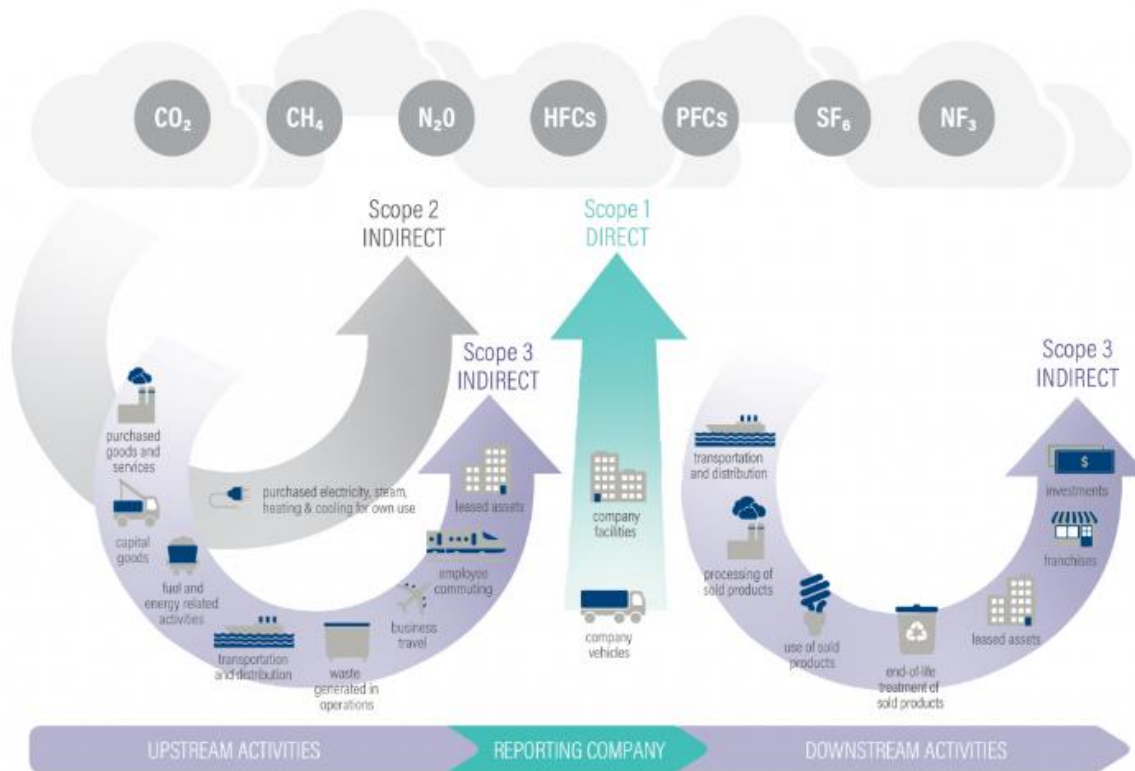 CO₂ CH₄ N₂O HFCs PFCs SF₆ NF₃
Scope 2
INDIRECT
Scope 1
DIRECT
Scope 3
INDIRECT
Scope 3
INDIRECT
purchased
goods and
services
capital
goods
fuel and
energy related
activities
transportation
and distribution
waste
generated in
operations
business
travel
employee
commuting
leased assets
purchased electricity, steam,
heating & cooling for own use
company
facilities
company
vehicles
transportation
and distribution
processing of
sold products
use of sold
products
end-of-life
treatment of
sold products
leased assets
franchises
investments
$
UPSTREAM ACTIVITIES
REPORTING COMPANY
DOWNSTREAM ACTIVITIES